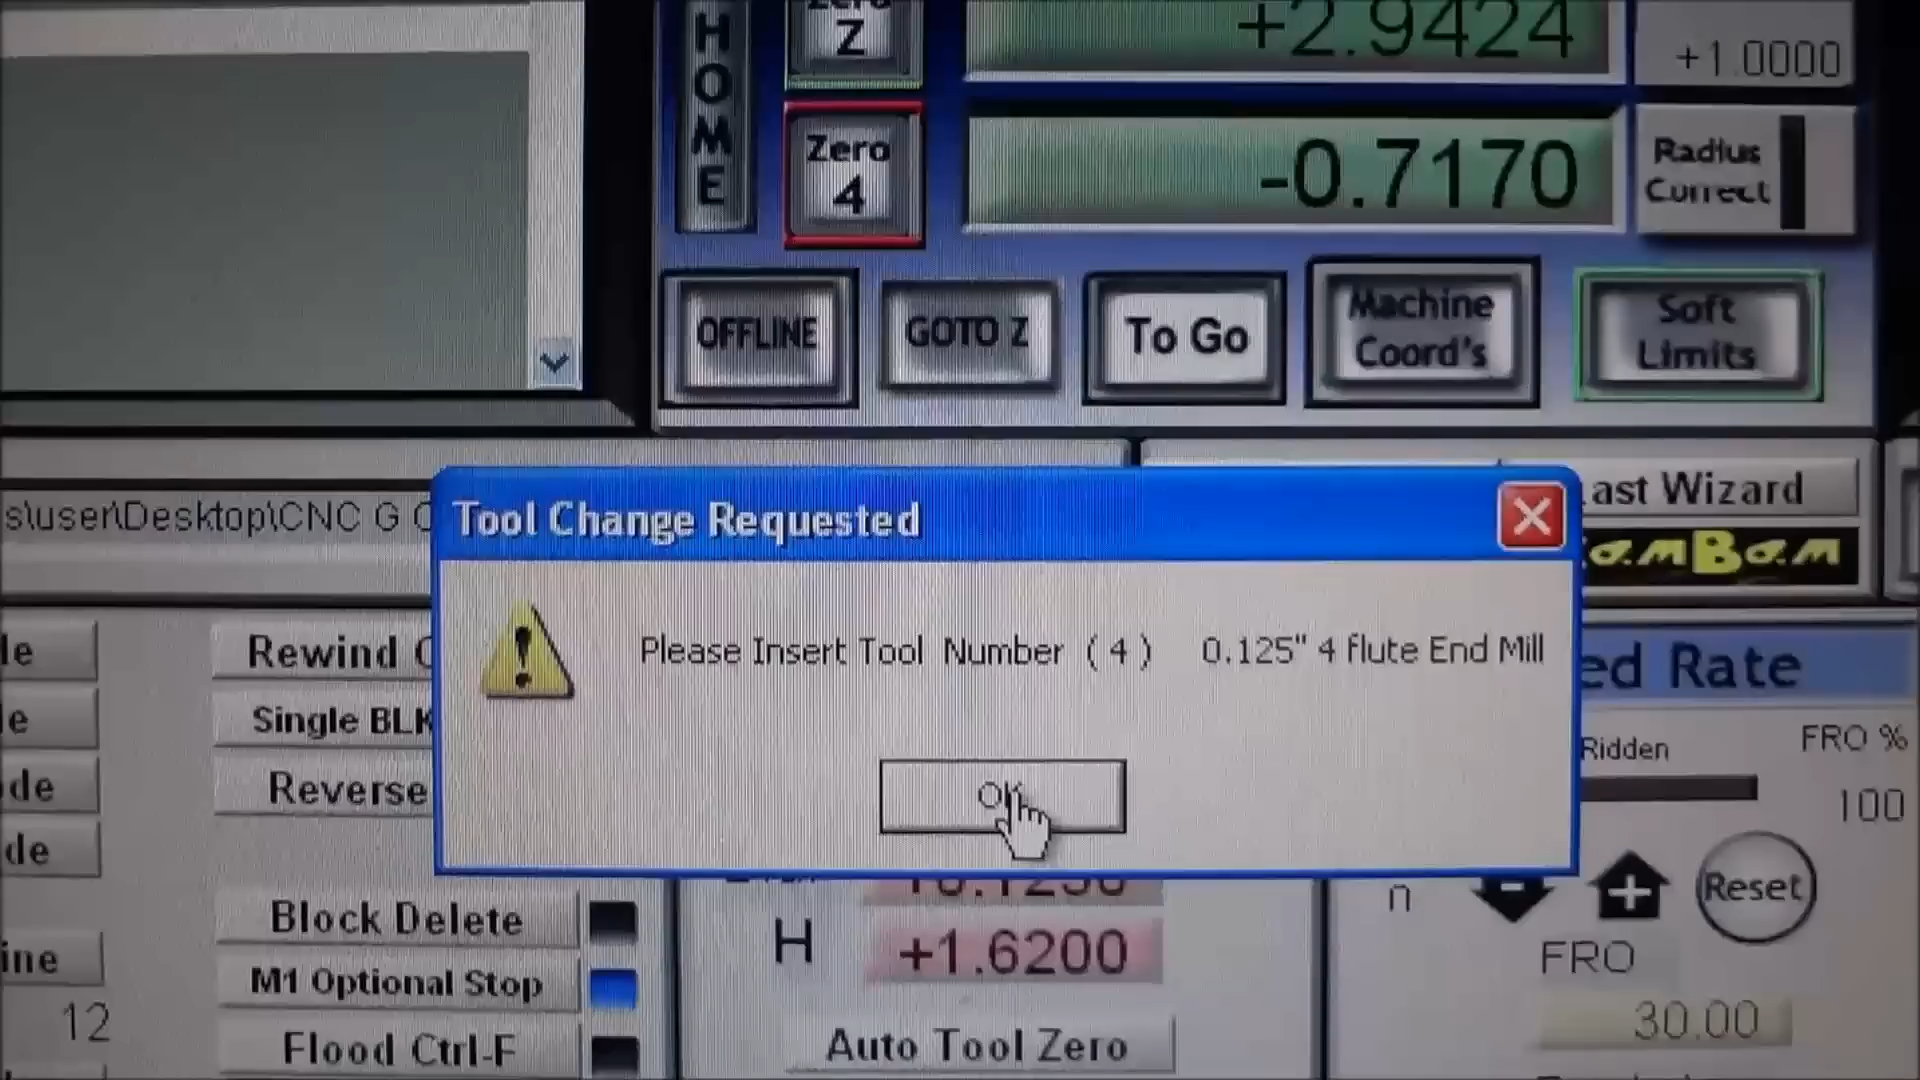 HOME
Zero
Z
+2.9424
+1.0000
Zero
4
-0.7170
Radius
Correct
OFFLINE
GOTO Z
To Go
Machine
Coord's
Soft
Limits
s\user\Desktop\CNC G
Tool Change Requested
Last Wizard
CamBam
Please Insert Tool Number ( 4 ) 0.125" 4 flute End Mill
OK
Rewind
Single BLK
Reverse
Block Delete
M1 Optional Stop
Flood Ctrl-F
12
H
+1.6200
Auto Tool Zero
ed Rate
Ridden
FRO %
100
Reset
FRO
30.00